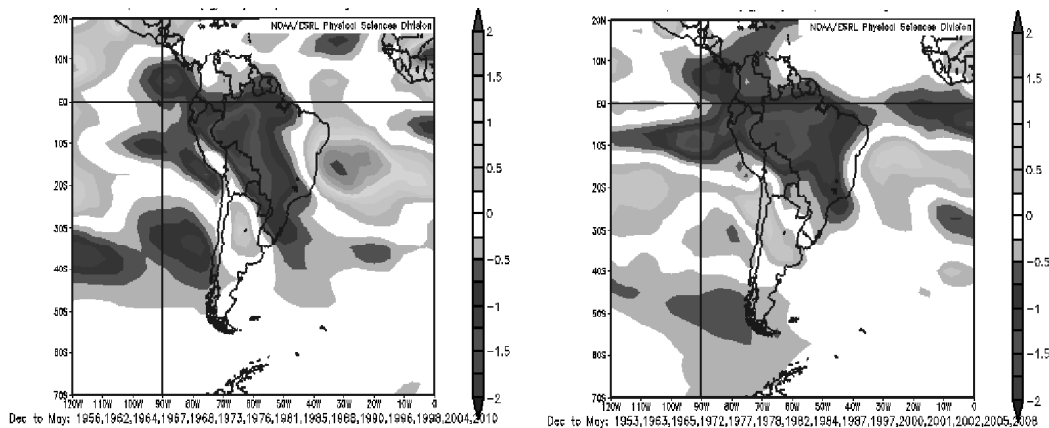 NOAA/ESRL Physical Sciences Division
20N
10N
EQ
10S
20S
30S
40S
50S
60S
70S
120W 110W 100W 90W 80W 70W 60W 50W 40W 30W 20W 10W 0
2
1.5
1
0.5
0
-0.5
-1
-1.5
-2
Dec to May: 1956,1962,1964,1967,1968,1973,1976,1981,1985,1988,1990,1996,1998,2004,2010
NOAA/ESRL Physical Sciences Division
20N
10N
EQ
10S
20S
30S
40S
50S
60S
70S
120W 110W 100W 90W 80W 70W 60W 50W 40W 30W 20W 10W 0
2
1.5
1
0.5
0
-0.5
-1
-1.5
-2
Dec to May: 1953,1963,1965,1972,1977,1978,1982,1984,1987,1997,2000,2001,2002,2005,2008